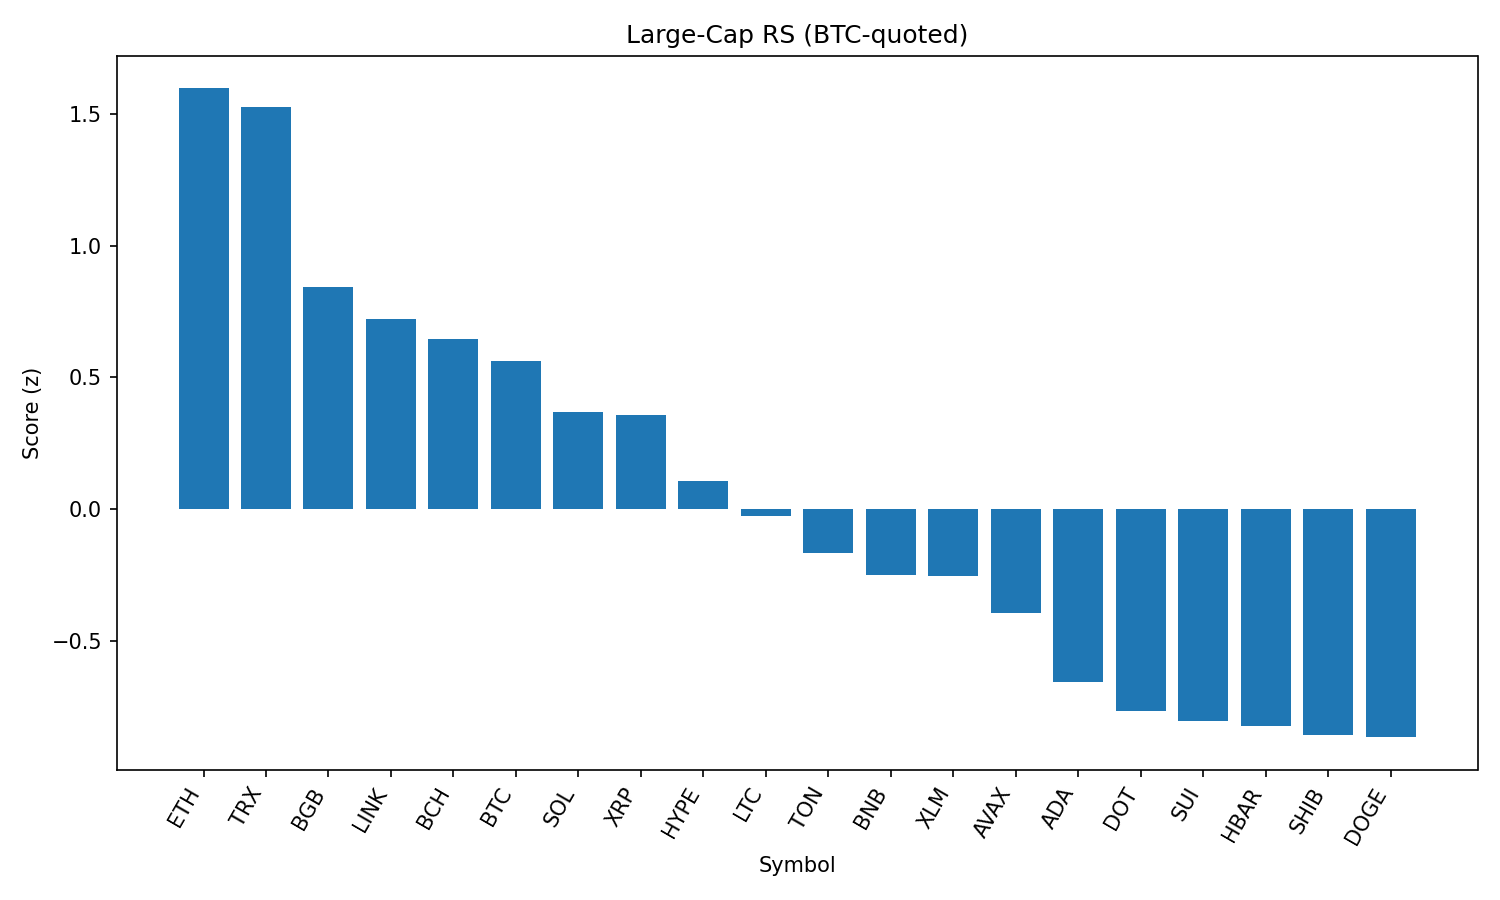 Large-Cap RS (BTC-quoted)
Score (z)
1.5
1.0
0.5
0.0
−0.5
ETH
TRX
BGB
LINK
BCH
BTC
SOL
XRP
HYPE
LTC
TON
BNB
XLM
AVAX
ADA
DOT
SUI
HBAR
SHIB
DOGE
Symbol